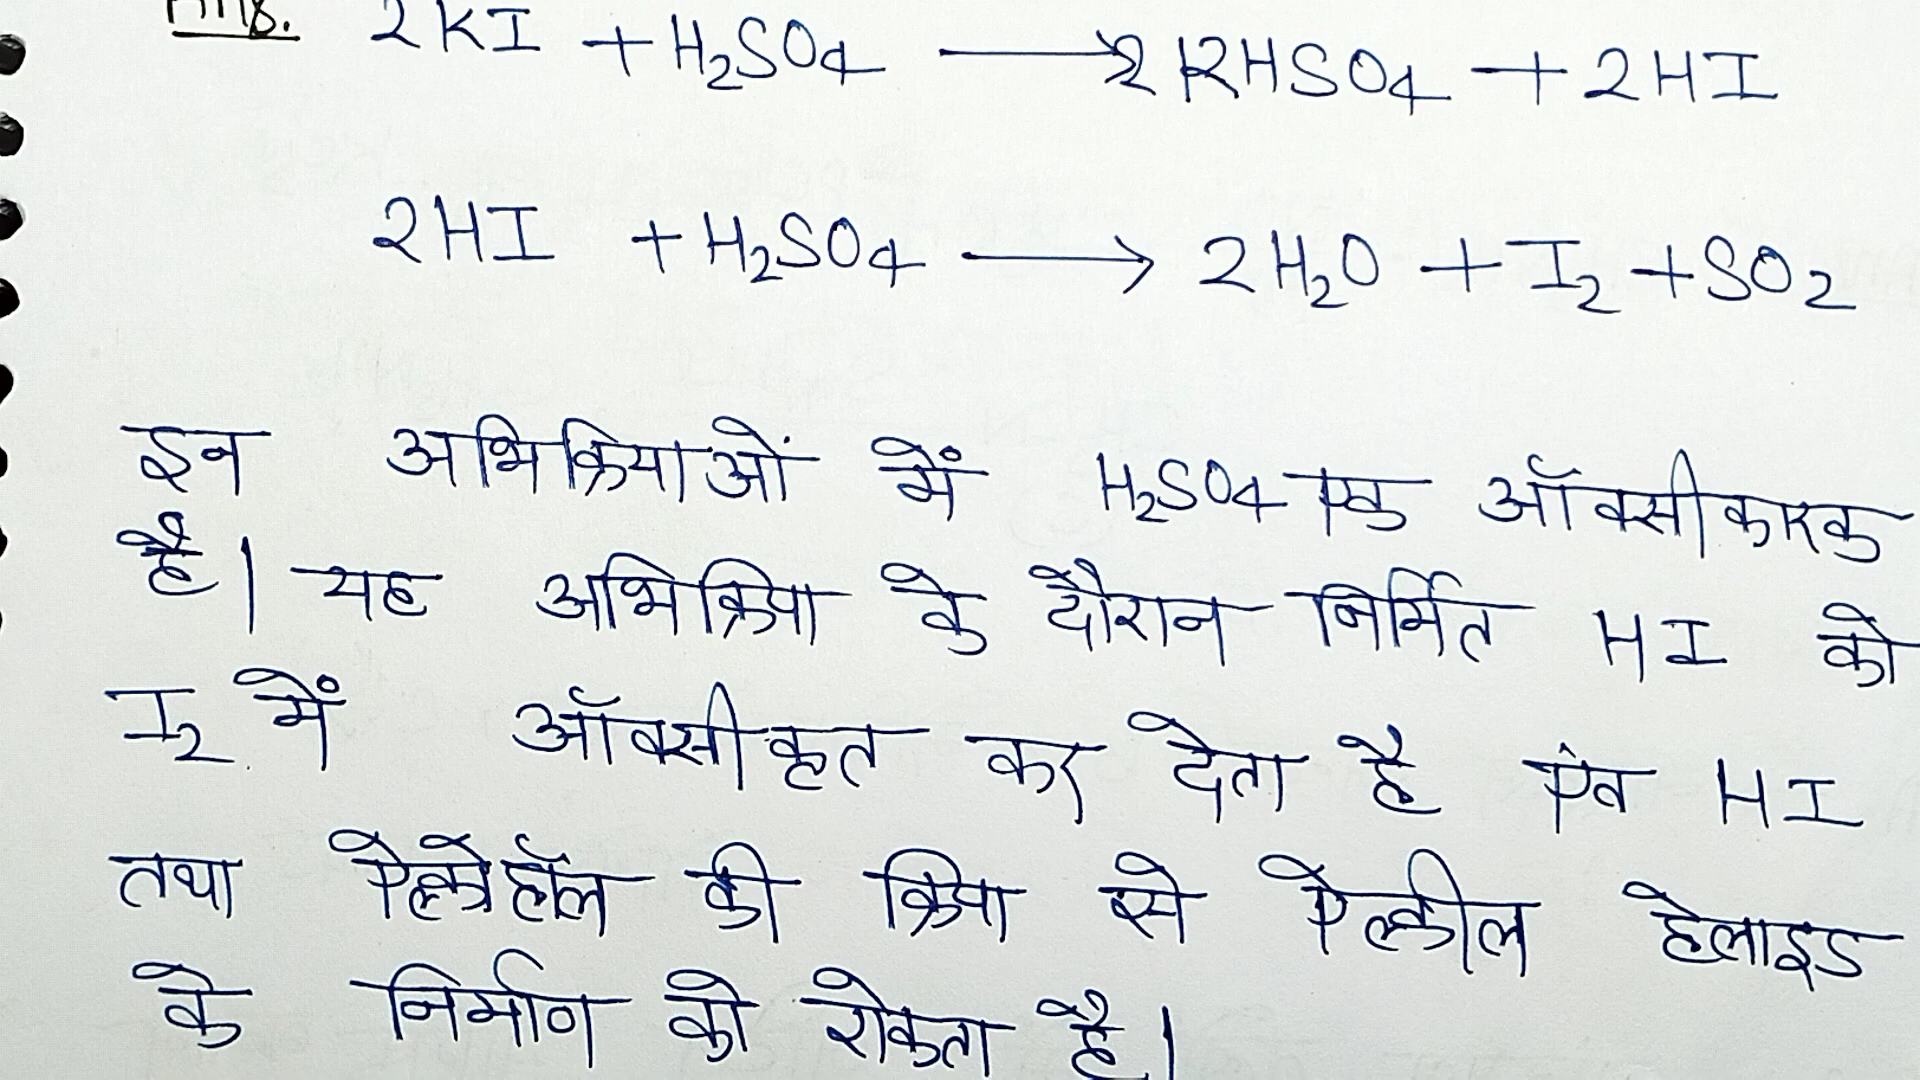 Ans. 2KI + H₂SO₄ ⟶ 2KHSO₄ + 2HI
2HI + H₂SO₄ ⟶ 2H₂O + I₂ + SO₂
इन अभिक्रियाओं में H₂SO₄ एक ऑक्सीकारक
है। यह अभिक्रिया के दौरान निर्मित HI को
I₂ में ऑक्सीकृत कर देता है एंव HI
तथा ऐल्कोहॉल की क्रिया से ऐल्कील हेलाइड
के निर्माण को रोकता है।